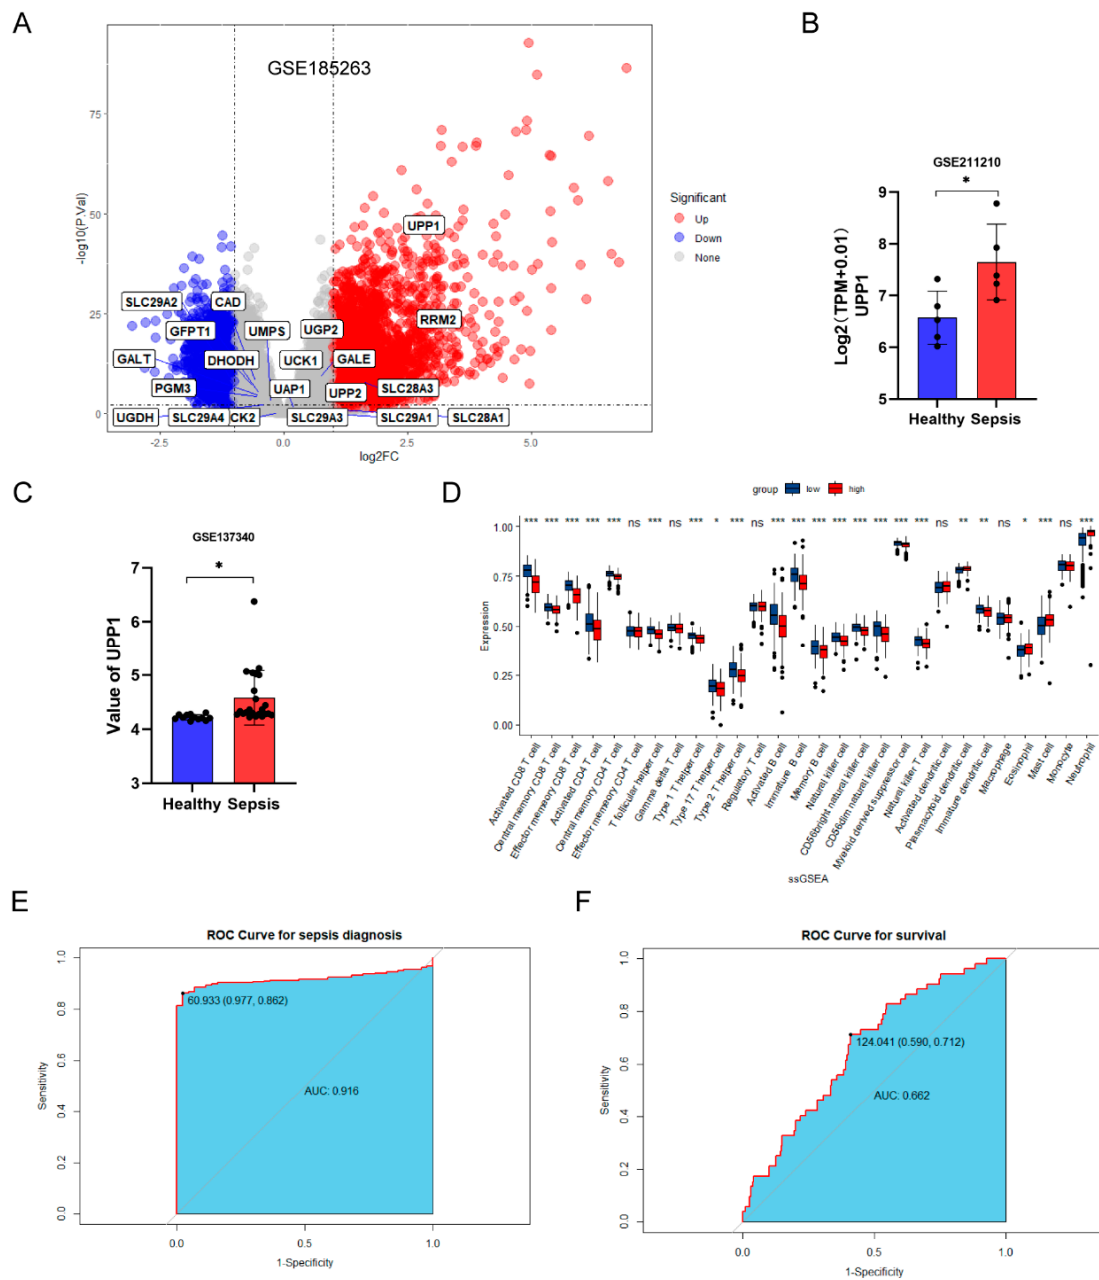 A
GSE185263
-log10(P.Val)
75
50
25
0
-2.5
0.0
2.5
5.0
log2FC
UPP1
RRM2
SLC29A2
CAD
GFPT1
UMPS
UGP2
GALT
DHODH
UCK1
GALE
PGM3
UAP1
UPP2
SLC28A3
UGDH
SLC29A4
CK2
SLC29A3
SLC29A1
SLC28A1
Significant
Up
Down
None
B
GSE211210
*
Log2(TPM+0.01)
UPP1
9
8
7
6
5
Healthy Sepsis
C
GSE137340
*
Value of UPP1
7
6
5
4
3
Healthy Sepsis
D
group low high
*** *** *** *** *** ns *** ns *** * *** ns *** *** *** *** *** *** *** *** ns ** ** ns * *** ns ***
Expression
1.00
0.75
0.50
0.25
0.00
Activated CD8 T cell
Central memory CD8 T cell
Effector memory CD8 T cell
Activated CD4 T cell
Central memory CD4 T cell
Effector memory CD4 T cell
T follicular helper cell
Gamma delta T cell
Type 1 T helper cell
Type 17 T helper cell
Type 2 T helper cell
Regulatory T cell
Activated B cell
Immature B cell
Memory B cell
Natural killer cell
CD56bright natural killer cell
CD56dim natural killer cell
Myeloid derived suppressor cell
Natural killer T cell
Activated dendritic cell
Plasmacytoid dendritic cell
Immature dendritic cell
Macrophage
Eosinophil
Mast cell
Monocyte
Neutrophil
ssGSEA
E
ROC Curve for sepsis diagnosis
Sensitivity
1.0
0.8
0.6
0.4
0.2
0.0
60.933 (0.977, 0.862)
AUC: 0.916
0.0
0.5
1.0
1-Specificity
F
ROC Curve for survival
Sensitivity
1.0
0.8
0.6
0.4
0.2
0.0
124.041 (0.590, 0.712)
AUC: 0.662
0.0
0.5
1.0
1-Specificity